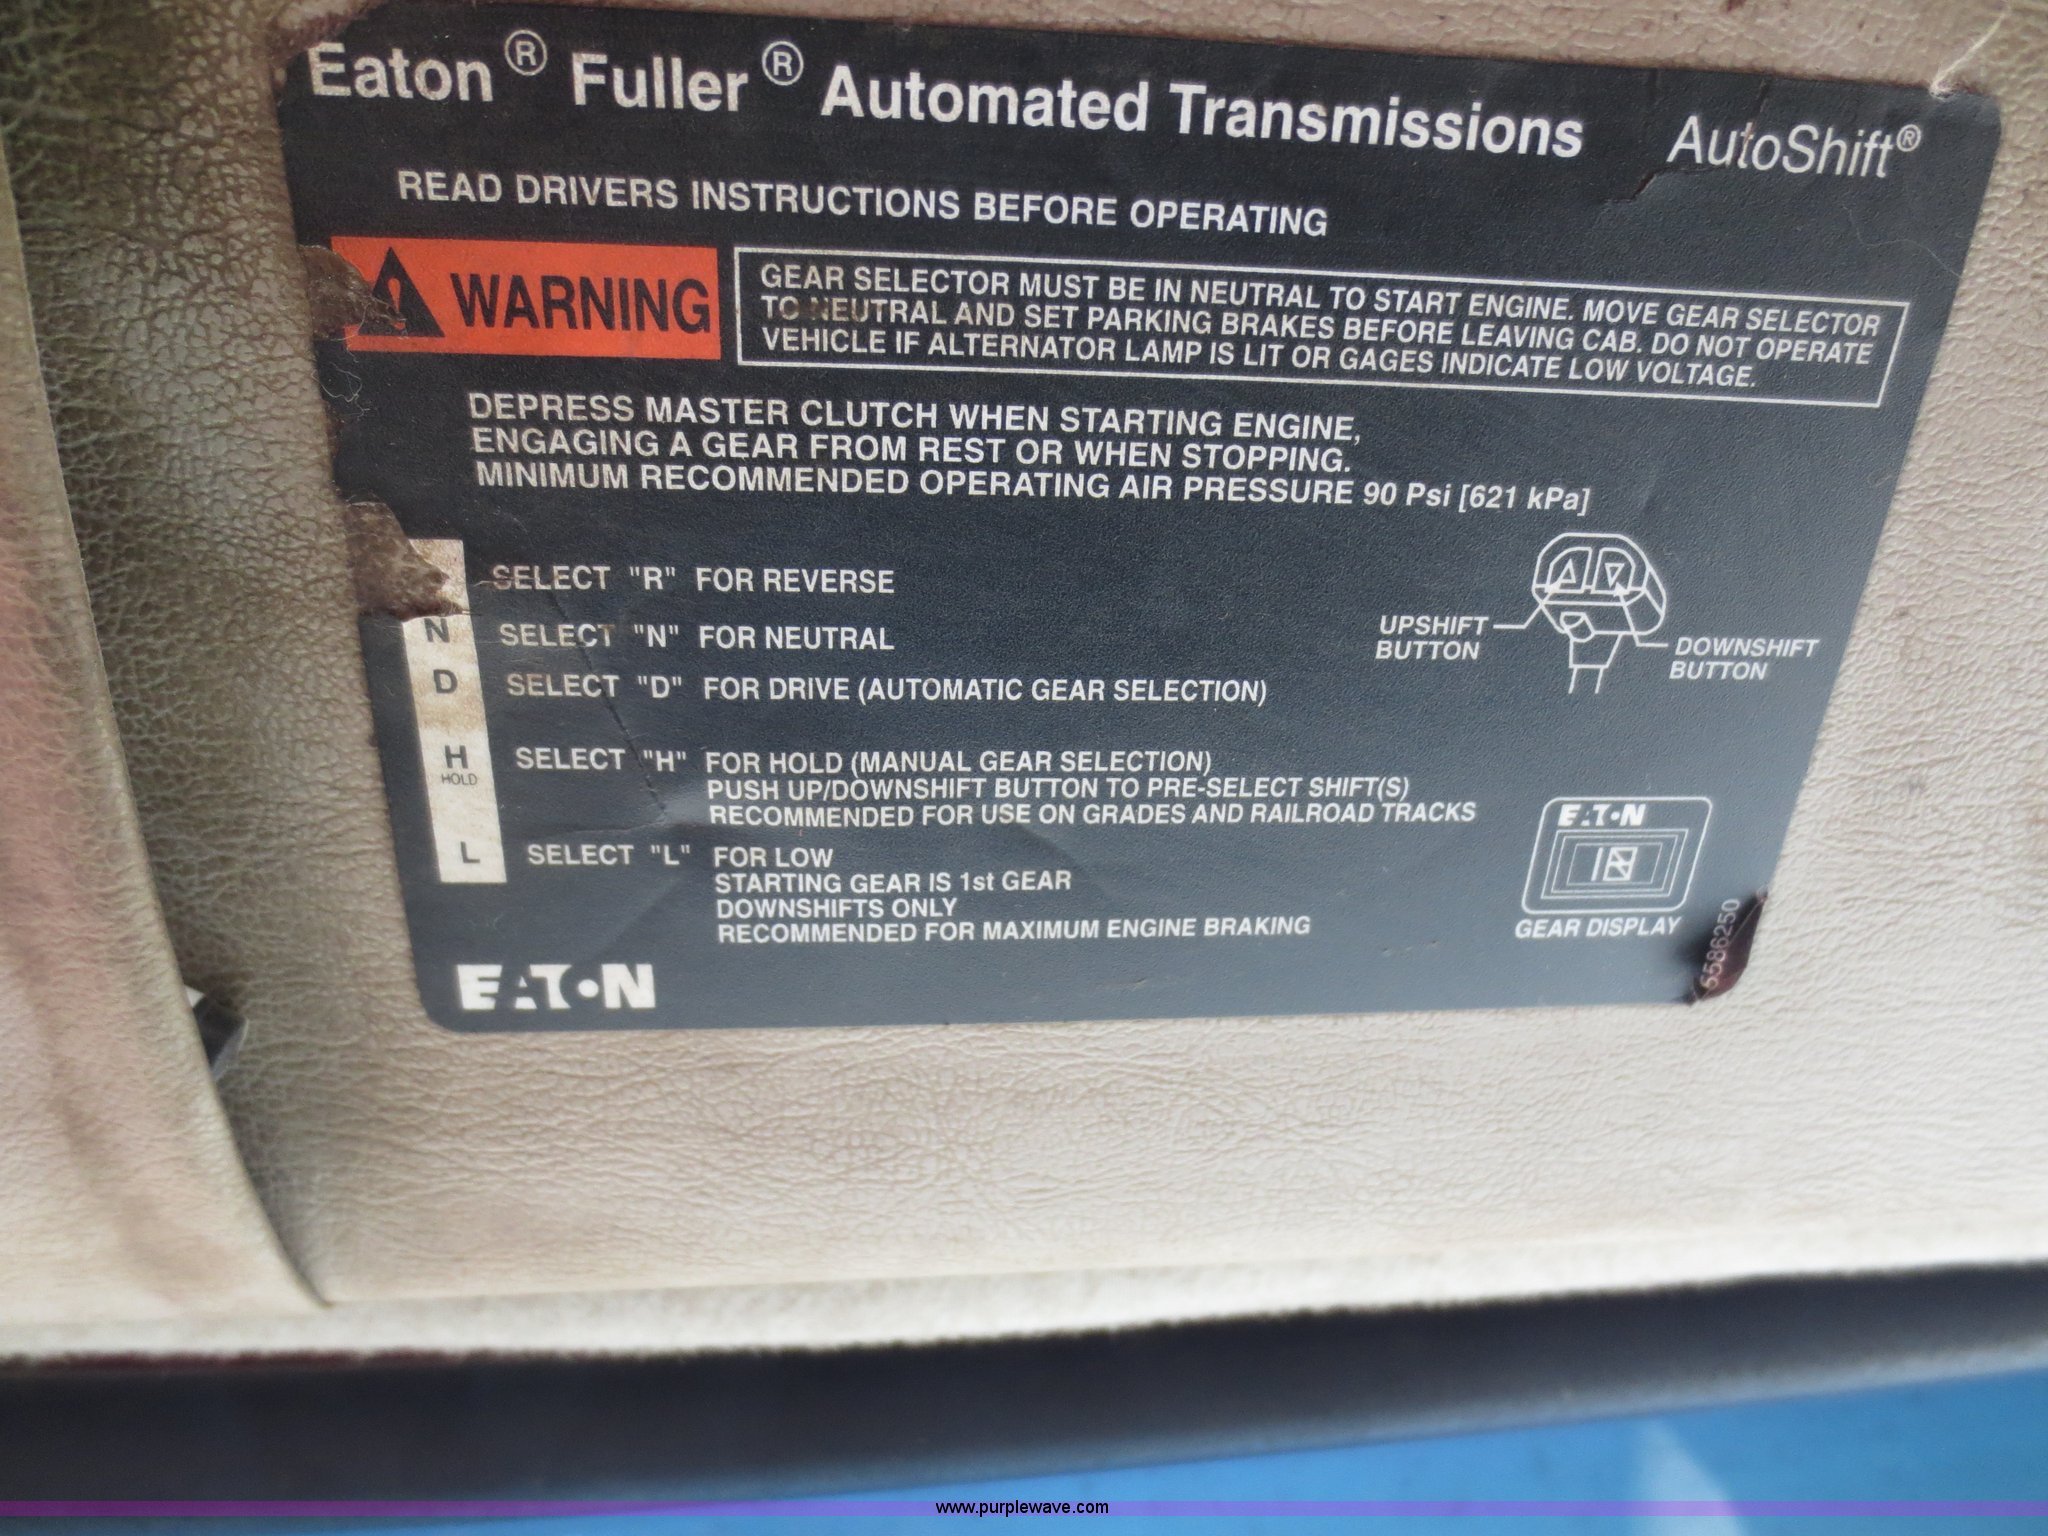 Eaton® Fuller® Automated Transmissions AutoShift®
READ DRIVERS INSTRUCTIONS BEFORE OPERATING
WARNING
GEAR SELECTOR MUST BE IN NEUTRAL TO START ENGINE. MOVE GEAR SELECTOR
TO NEUTRAL AND SET PARKING BRAKES BEFORE LEAVING CAB. DO NOT OPERATE
VEHICLE IF ALTERNATOR LAMP IS LIT OR GAGES INDICATE LOW VOLTAGE.
DEPRESS MASTER CLUTCH WHEN STARTING ENGINE,
ENGAGING A GEAR FROM REST OR WHEN STOPPING.
MINIMUM RECOMMENDED OPERATING AIR PRESSURE 90 Psi [621 kPa]
SELECT "R" FOR REVERSE
N SELECT "N" FOR NEUTRAL
D SELECT "D" FOR DRIVE (AUTOMATIC GEAR SELECTION)
H SELECT "H" FOR HOLD (MANUAL GEAR SELECTION)
HOLD
PUSH UP/DOWNSHIFT BUTTON TO PRE-SELECT SHIFT(S)
RECOMMENDED FOR USE ON GRADES AND RAILROAD TRACKS
L SELECT "L" FOR LOW
STARTING GEAR IS 1st GEAR
DOWNSHIFTS ONLY
RECOMMENDED FOR MAXIMUM ENGINE BRAKING
UPSHIFT
BUTTON
DOWNSHIFT
BUTTON
EATON
GEAR DISPLAY
5586250
EATON
www.purplewave.com